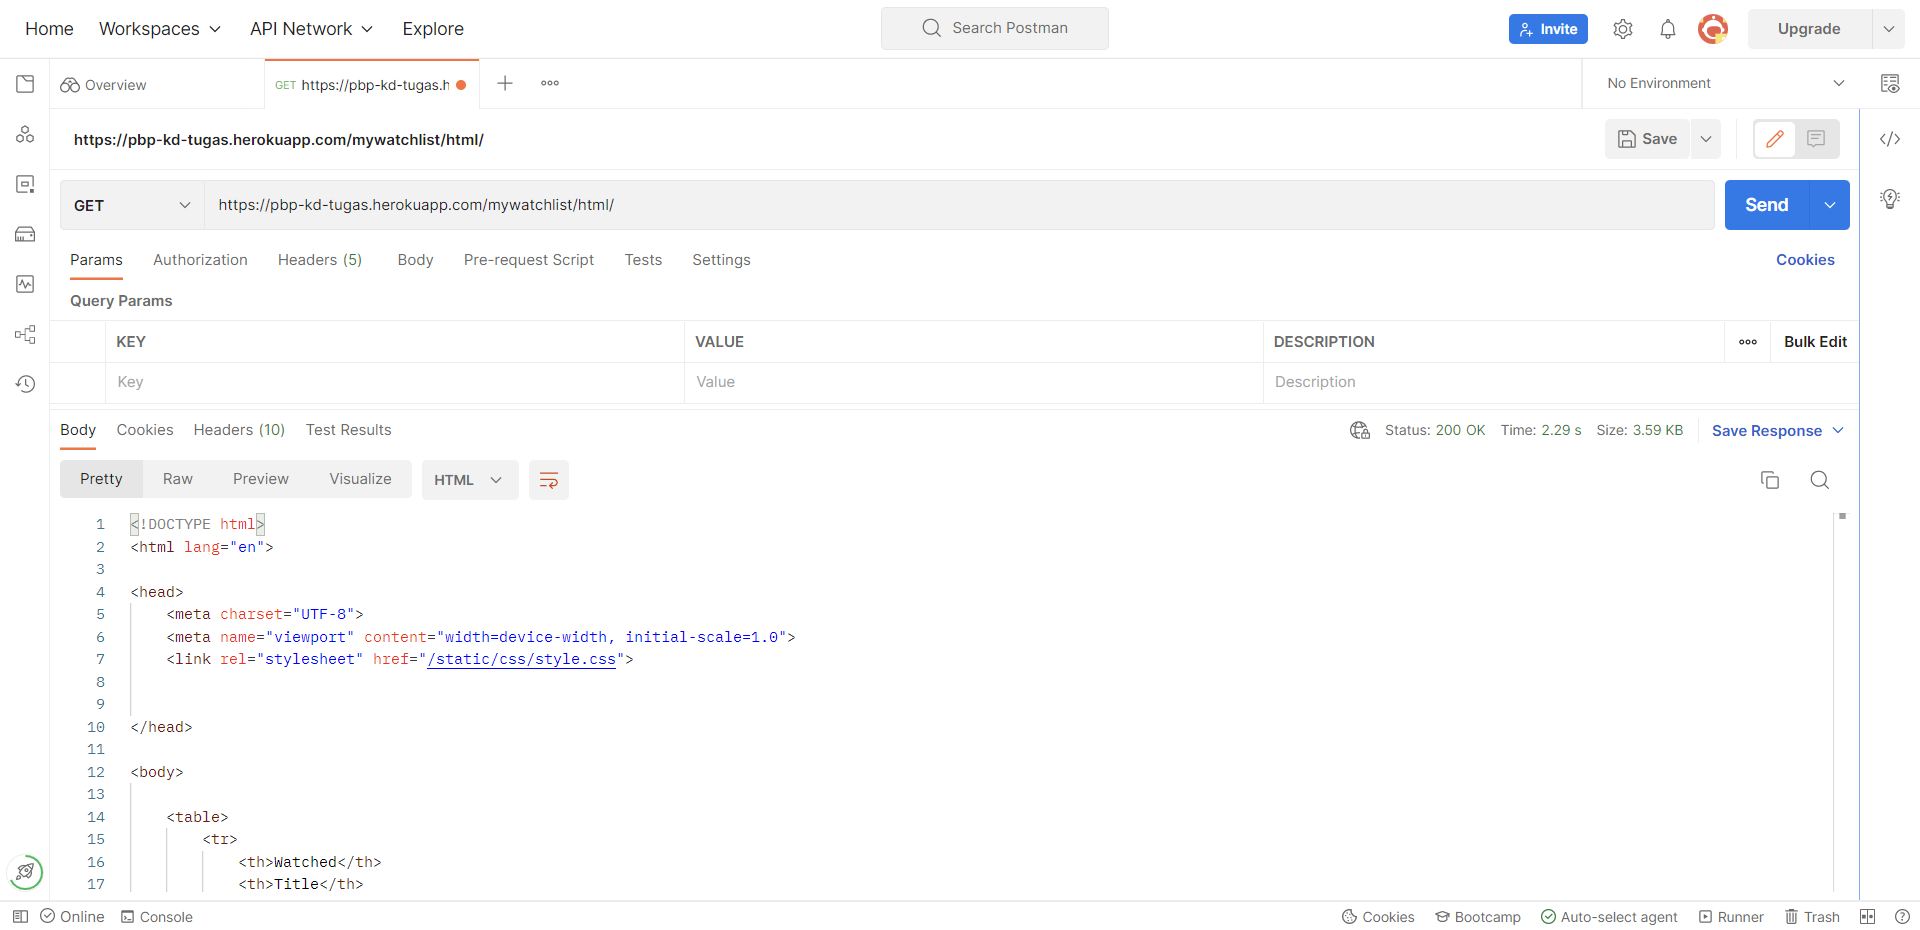 Home Workspaces API Network Explore Search Postman Invite Upgrade
Overview GET https://pbp-kd-tugas.h No Environment
https://pbp-kd-tugas.herokuapp.com/mywatchlist/html/ Save
GET https://pbp-kd-tugas.herokuapp.com/mywatchlist/html/ Send
Params Authorization Headers (5) Body Pre-request Script Tests Settings Cookies
Query Params
KEY VALUE DESCRIPTION Bulk Edit
Key Value Description
Body Cookies Headers (10) Test Results Status: 200 OK Time: 2.29 s Size: 3.59 KB Save Response
Pretty Raw Preview Visualize HTML
1 <!DOCTYPE html>
2 <html lang="en">
3
4 <head>
5 <meta charset="UTF-8">
6 <meta name="viewport" content="width=device-width, initial-scale=1.0">
7 <link rel="stylesheet" href="/static/css/style.css">
8
9
10 </head>
11
12 <body>
13
14 <table>
15 <tr>
16 <th>Watched</th>
17 <th>Title</th>
Online Console Cookies Bootcamp Auto-select agent Runner Trash